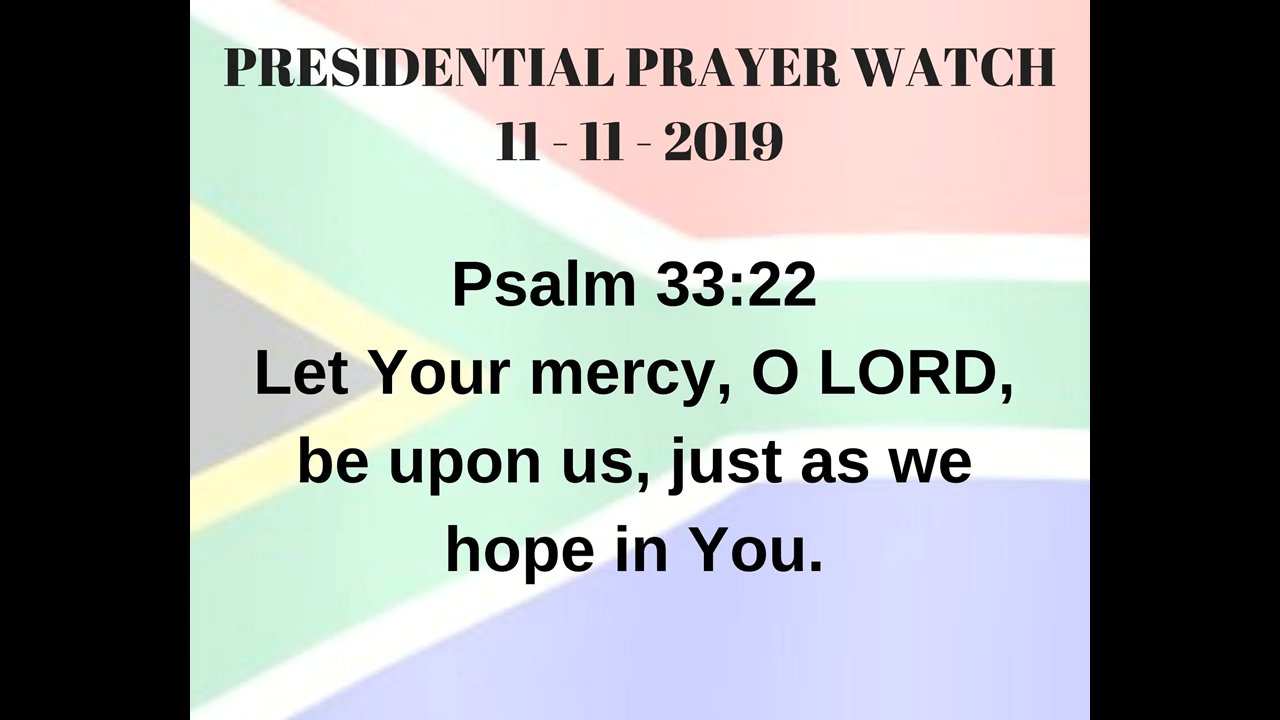 PRESIDENTIAL PRAYER WATCH
11 - 11 - 2019
Psalm 33:22
Let Your mercy, O LORD,
be upon us, just as we
hope in You.